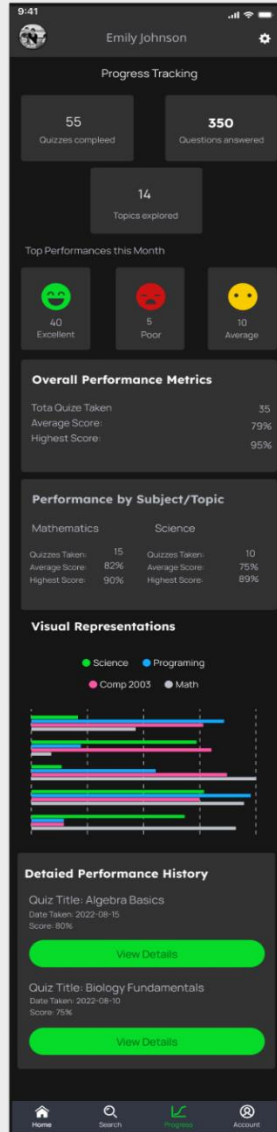 9:41
Emily Johnson
Progress Tracking
55
Quizzes compleed
350
Questions answered
14
Topics explored
Top Performances this Month
40
Excellent
5
Poor
10
Average
Overall Performance Metrics
Tota Quize Taken 35
Average Score: 79%
Highest Score: 95%
Performance by Subject/Topic
Mathematics Science
Quizzes Taken: 15 Quizzes Taken: 10
Average Score: 82% Average Score: 75%
Highest Score: 90% Highest Score: 89%
Visual Representations
Science Programing
Comp 2003 Math
Detaied Performance History
Quiz Title: Algebra Basics
Date Taken: 2022-08-15
Score: 80%
View Details
Quiz Title: Biology Fundamentals
Date Taken: 2022-08-10
Score: 75%
View Details
Home Search Progress Account